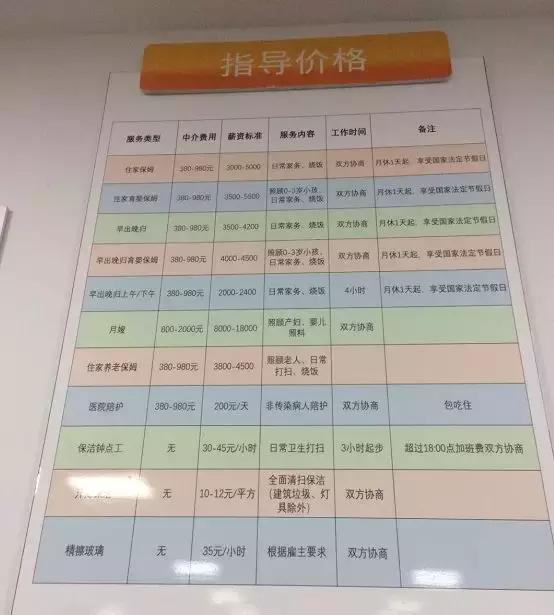 指导价格
服务类型 中介费用 薪资标准 服务内容 工作时间 备注
住家保姆 380-980元 3000-5000 日常家务、烧饭 双方协商 月休1天起，享受国家法定节假日
住家育婴保姆 380-980元 3500-5500 照顾0-3岁小孩、
日常家务、烧饭 双方协商 月休1天起，享受国家法定节假日
早出晚归 380-980元 3500-4200 日常家务、烧饭 双方协商 月休1天起，享受国家法定节假日
早出晚归育婴保姆 380-980元 4000-4500 照顾0-3岁小孩、
日常家务、烧饭 双方协商 月休1天起，享受国家法定节假日
早出晚归上午/下午 380-980元 2000-2400 日常家务、烧饭 4小时 月休1天起，享受国家法定节假日
月嫂 800-2000元 8000-18000 照顾产妇、婴儿
照料 双方协商
住家养老保姆 380-980元 3800-4500 照顾老人、日常
打扫、烧饭
医院陪护 380-980元 200元/天 非传染病人陪护 双方协商 包吃住
保洁钟点工 无 30-45元/小时 日常卫生打扫 3小时起步 超过18:00点加班费双方协商
无 10-12元/平方 全面清扫保洁
（建筑垃圾、灯
具除外） 双方协商
精擦玻璃 无 35元/小时 根据雇主要求 双方协商